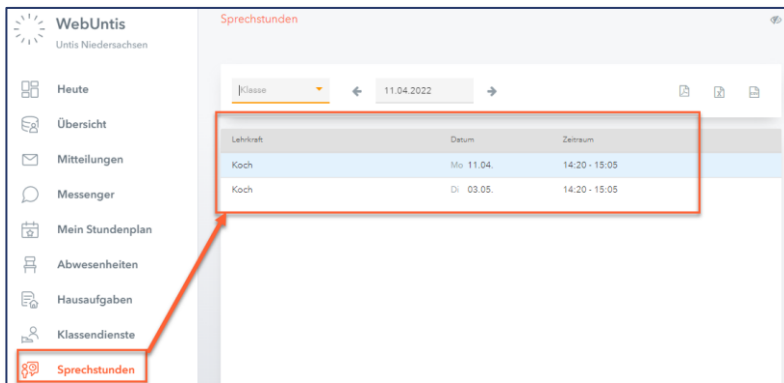 WebUntis
Untis Niedersachsen
Heute
Übersicht
Mitteilungen
Messenger
Mein Stundenplan
Abwesenheiten
Hausaufgaben
Klassendienste
Sprechstunden
Sprechstunden
Klasse
11.04.2022
Lehrkraft Datum Zeitraum
Koch Mo 11.04. 14:20 - 15:05
Koch Di 03.05. 14:20 - 15:05